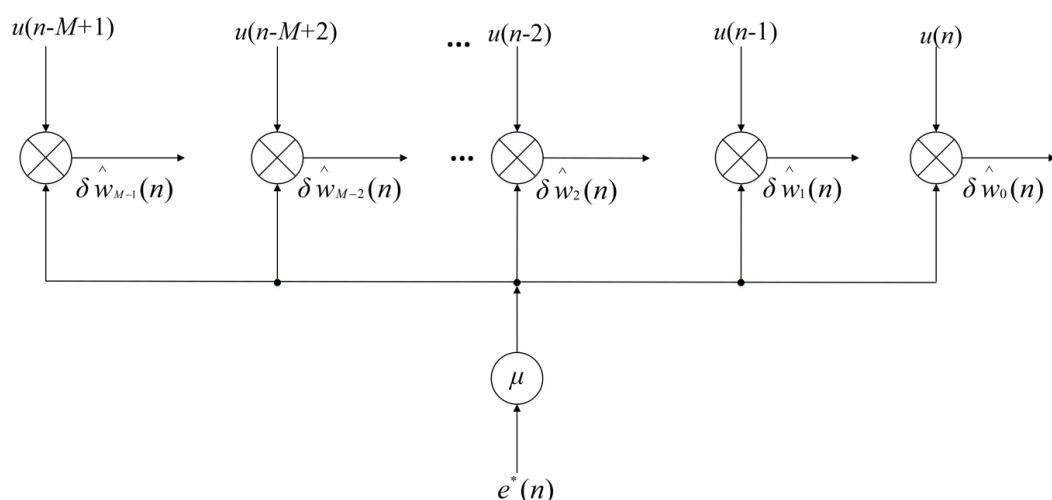 u(n-M+1) u(n-M+2) ... u(n-2) u(n-1) u(n)
...
δŵ_{M-1}(n) δŵ_{M-2}(n) δŵ_2(n) δŵ_1(n) δŵ_0(n)
μ
e*(n)